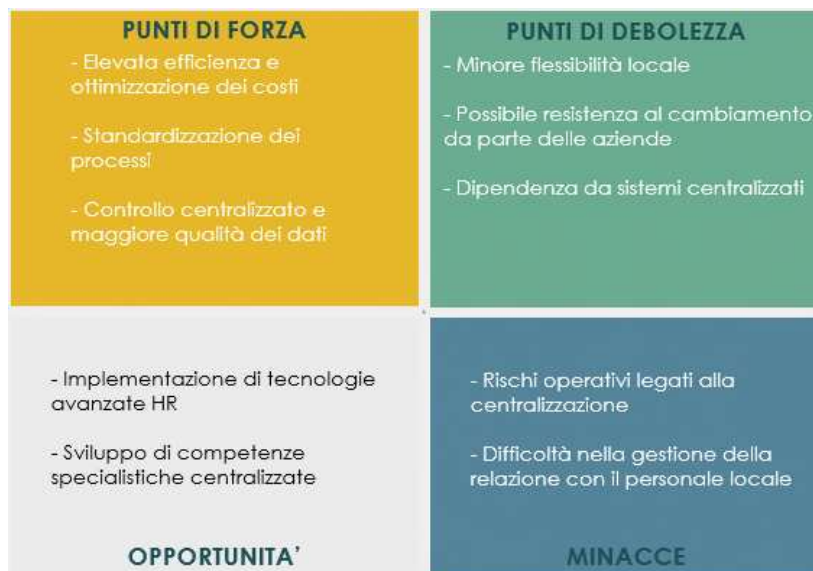 PUNTI DI FORZA
- Elevata efficienza e
ottimizzazione dei costi
- Standardizzazione dei
processi
- Controllo centralizzato e
maggiore qualità dei dati
PUNTI DI DEBOLEZZA
- Minore flessibilità locale
- Possibile resistenza al cambiamento
da parte delle aziende
- Dipendenza da sistemi centralizzati
- Implementazione di tecnologie
avanzate HR
- Sviluppo di competenze
specialistiche centralizzate
OPPORTUNITA'
- Rischi operativi legati alla
centralizzazione
- Difficoltà nella gestione della
relazione con il personale locale
MINACCE